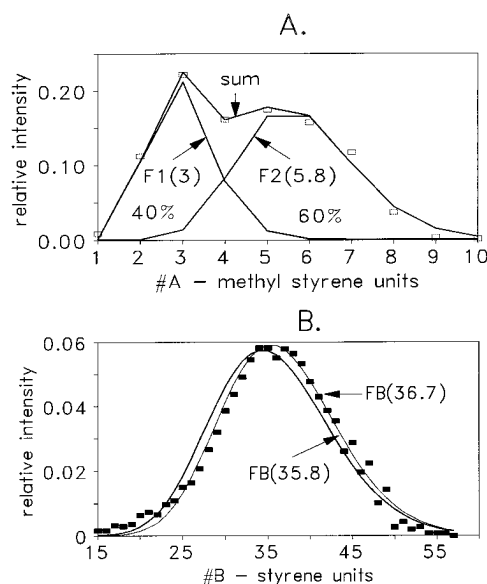 A.
relative intensity
0.20
0.10
0.00
sum
F1(3)
F2(5.8)
40%
60%
1 2 3 4 5 6 7 8 9 10
#A – methyl styrene units
B.
relative intensity
0.06
0.04
0.02
0
FB(36.7)
FB(35.8)
15 25 35 45 55
#B – styrene units